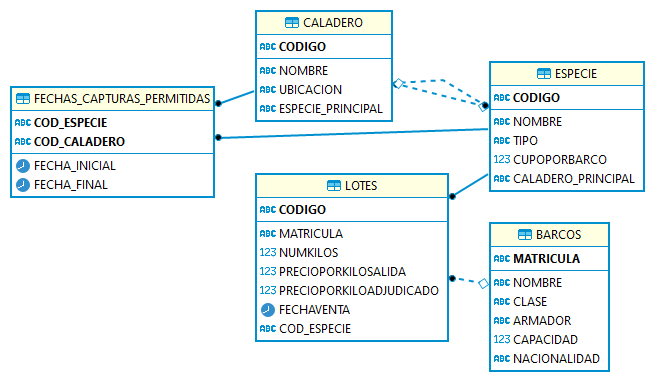 CALADERO
ABC CODIGO
ABC NOMBRE
ABC UBICACION
ABC ESPECIE_PRINCIPAL
FECHAS_CAPTURAS_PERMITIDAS
ABC COD_ESPECIE
ABC COD_CALADERO
FECHA_INICIAL
FECHA_FINAL
ESPECIE
ABC CODIGO
ABC NOMBRE
ABC TIPO
123 CUPOPORBARCO
ABC CALADERO_PRINCIPAL
LOTES
ABC CODIGO
ABC MATRICULA
123 NUMKILOS
123 PRECIOPORKILOSALIDA
123 PRECIOPORKILOADJUDICADO
FECHAVENTA
ABC COD_ESPECIE
BARCOS
ABC MATRICULA
ABC NOMBRE
ABC CLASE
ABC ARMADOR
123 CAPACIDAD
ABC NACIONALIDAD